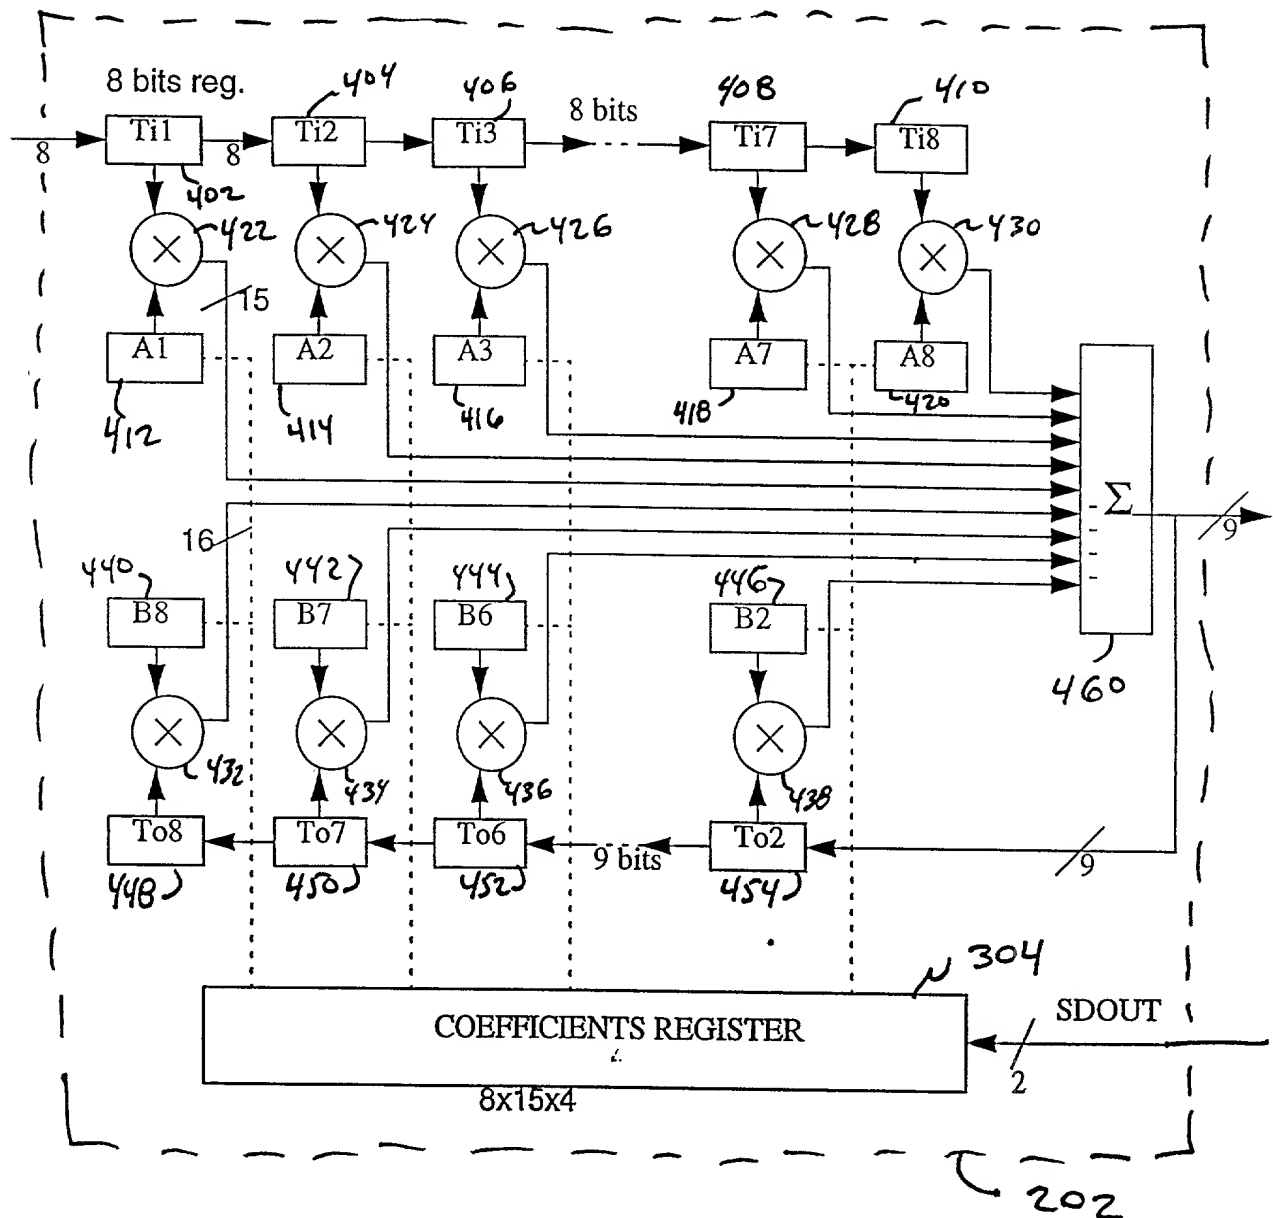 8 bits reg.
404
406
408
410
8 bits
Ti1
Ti2
Ti3
Ti7
Ti8
8
8
402
422
424
426
428
430
15
A1
A2
A3
A7
A8
412
414
416
418
420
Σ
9
16
440
442
444
446
B8
B7
B6
B2
460
432
434
436
438
To8
To7
To6
9 bits
To2
9
448
450
452
454
304
COEFFICIENTS REGISTER
SDOUT
2
8x15x4
202